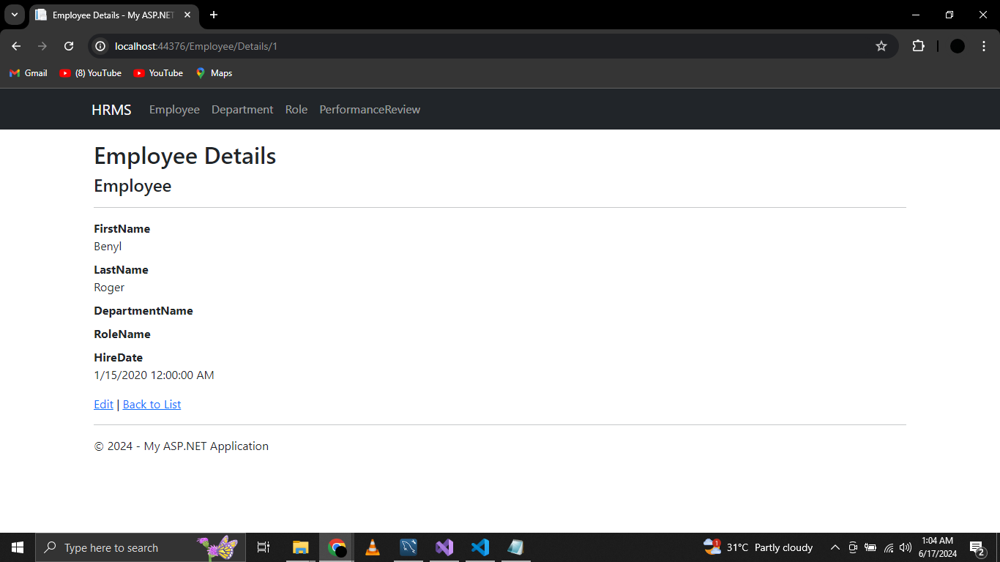 Employee Details - My ASP.NET
localhost:44376/Employee/Details/1
Gmail (8) YouTube YouTube Maps
HRMS Employee Department Role PerformanceReview
Employee Details
Employee
FirstName
Benyl
LastName
Roger
DepartmentName
RoleName
HireDate
1/15/2020 12:00:00 AM
Edit | Back to List
© 2024 - My ASP.NET Application
Type here to search
1
31°C Partly cloudy
1:04 AM
6/17/2024
2